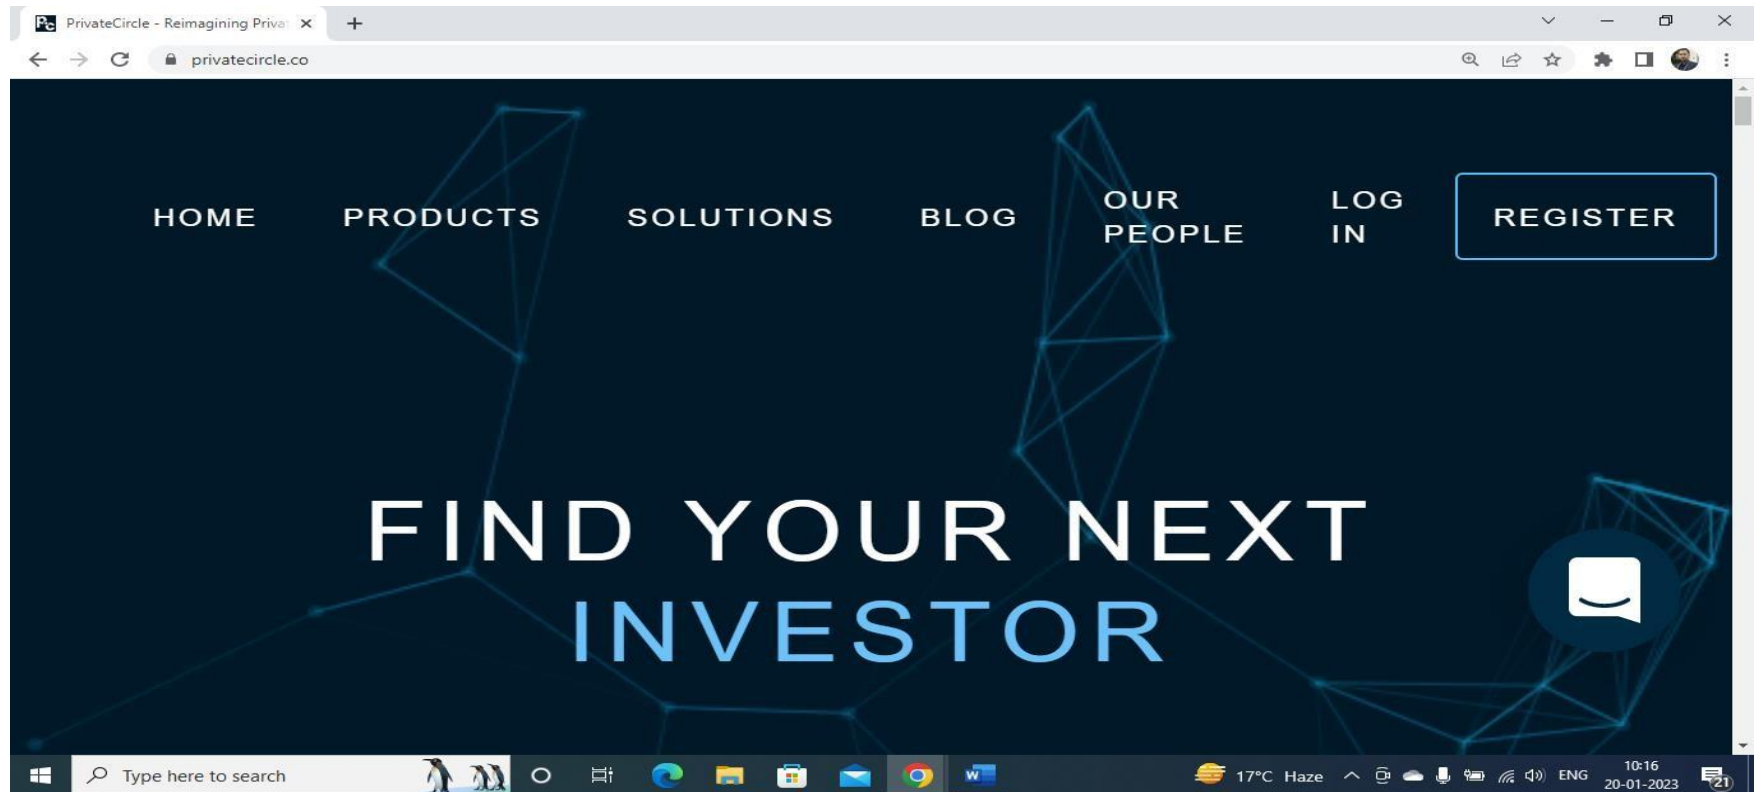 Pc PrivateCircle - Reimagining Priva
privatecircle.co
HOME PRODUCTS SOLUTIONS BLOG OUR PEOPLE LOG IN REGISTER
FIND YOUR NEXT
INVESTOR
Type here to search
W
17°C Haze
ENG
10:16
20-01-2023
21